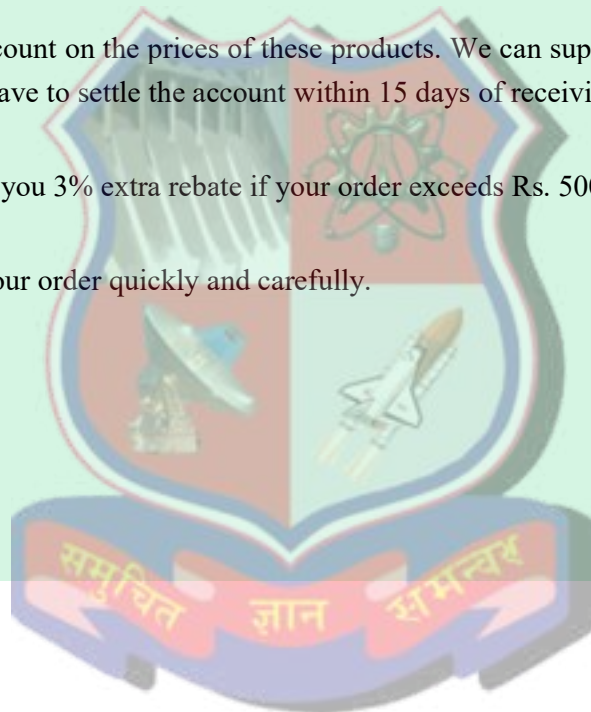 count on the prices of these products. We can sup
ave to settle the account within 15 days of receivi
you 3% extra rebate if your order exceeds Rs. 500
our order quickly and carefully.
समुचित ज्ञान समन्वय